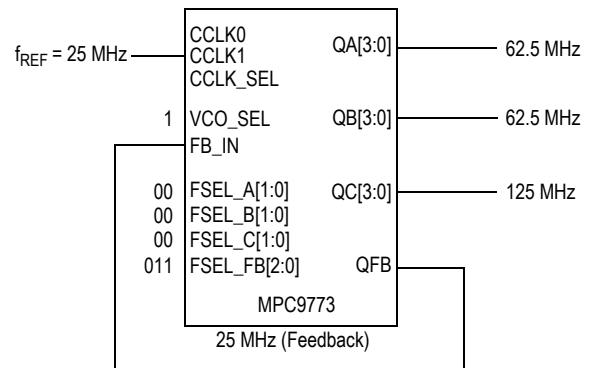 CCLK0
QA[3:0]
62.5 MHz
fREF = 25 MHz
CCLK1
CCLK_SEL
1
VCO_SEL
QB[3:0]
62.5 MHz
FB_IN
00
FSEL_A[1:0]
QC[3:0]
125 MHz
00
FSEL_B[1:0]
00
FSEL_C[1:0]
011
FSEL_FB[2:0]
QFB
MPC9773
25 MHz (Feedback)